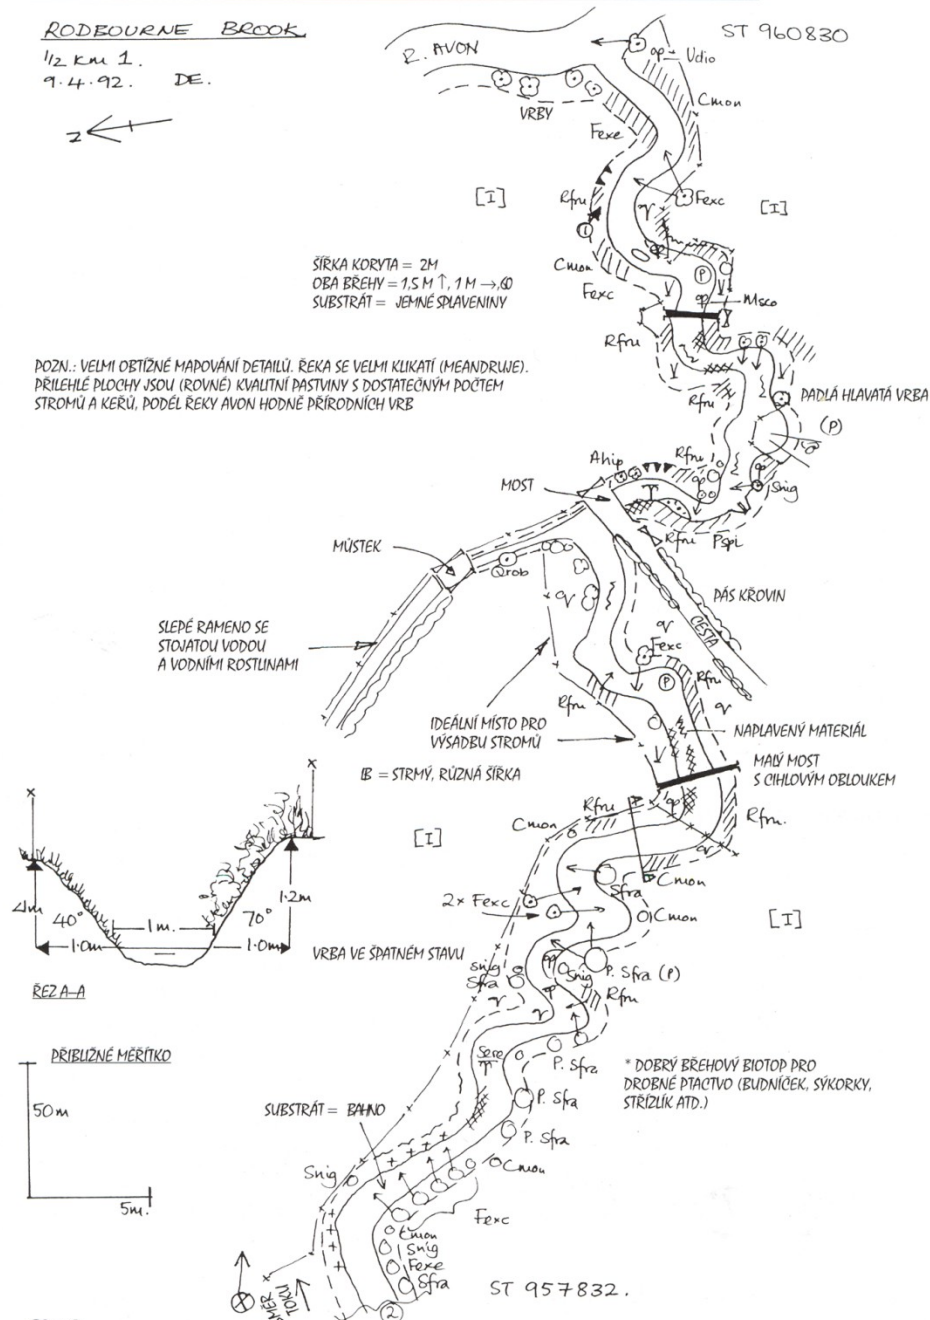 RODBOURNE BROOK
½ KM 1.
9.4.92. DE.
ST 960830
R. AVON
VRBY
Udio
Cmon
Fexe
[I]
Rfru
Fexc
[I]
ŠÍŘKA KORYTA = 2M
OBA BŘEHY = 1,5 M ↑, 1 M →, 60
SUBSTRÁT = JEMNÉ SPLAVENINY
Cmon
Fexc
(P)
Msco
Rfru
POZN.: VELMI OBTÍŽNÉ MAPOVÁNÍ DETAILŮ. ŘEKA SE VELMI KLIKATÍ (MEANDRUJE).
PŘILEHLÉ PLOCHY JSOU (ROVNÉ) KVALITNÍ PASTVINY S DOSTATEČNÝM POČTEM
STROMŮ A KEŘŮ, PODÉL ŘEKY AVON HODNĚ PŘÍRODNÍCH VRB
Rfru
PADLÁ HLAVATÁ VRBA
(P)
Ahip
Rfru
MOST
Snig
Rfru
Pspi
MŮSTEK
Qrob
PÁS KŘOVIN
CESTA
SLEPÉ RAMENO SE
STOJATOU VODOU
A VODNÍMI ROSTLINAMI
Fexc
Rfru
(P)
Rfru
IDEÁLNÍ MÍSTO PRO
VÝSADBU STROMŮ
NAPLAVENÝ MATERIÁL
MALÝ MOST
S CIHLOVÝM OBLOUKEM
B = STRMÝ, RŮZNÁ ŠÍŘKA
Rfru
Cmon
Rfru.
[I]
x
x
1m
40°
1m.
70°
1.2m
1.0m
1.0m
ŘEZ A–A
Sfra
Cmon
2x Fexc
Cmon
[I]
VRBA VE ŠPATNÉM STAVU
Snig
Sfra
Snig
P. Sfra (P)
Rfru
Sere
P. Sfra
* DOBRÝ BŘEHOVÝ BIOTOP PRO
DROBNÉ PTACTVO (BUDNÍČEK, SÝKORKY,
STŘÍZLÍK ATD.)
PŘIBLIŽNÉ MĚŘÍTKO
50m
5m.
SUBSTRÁT = BAHNO
P. Sfra
P. Sfra
Cmon
Snig
Fexc
Cmon
Snig
Fexe
Sfra
SMĚR
TOKU
2
ST 957832.